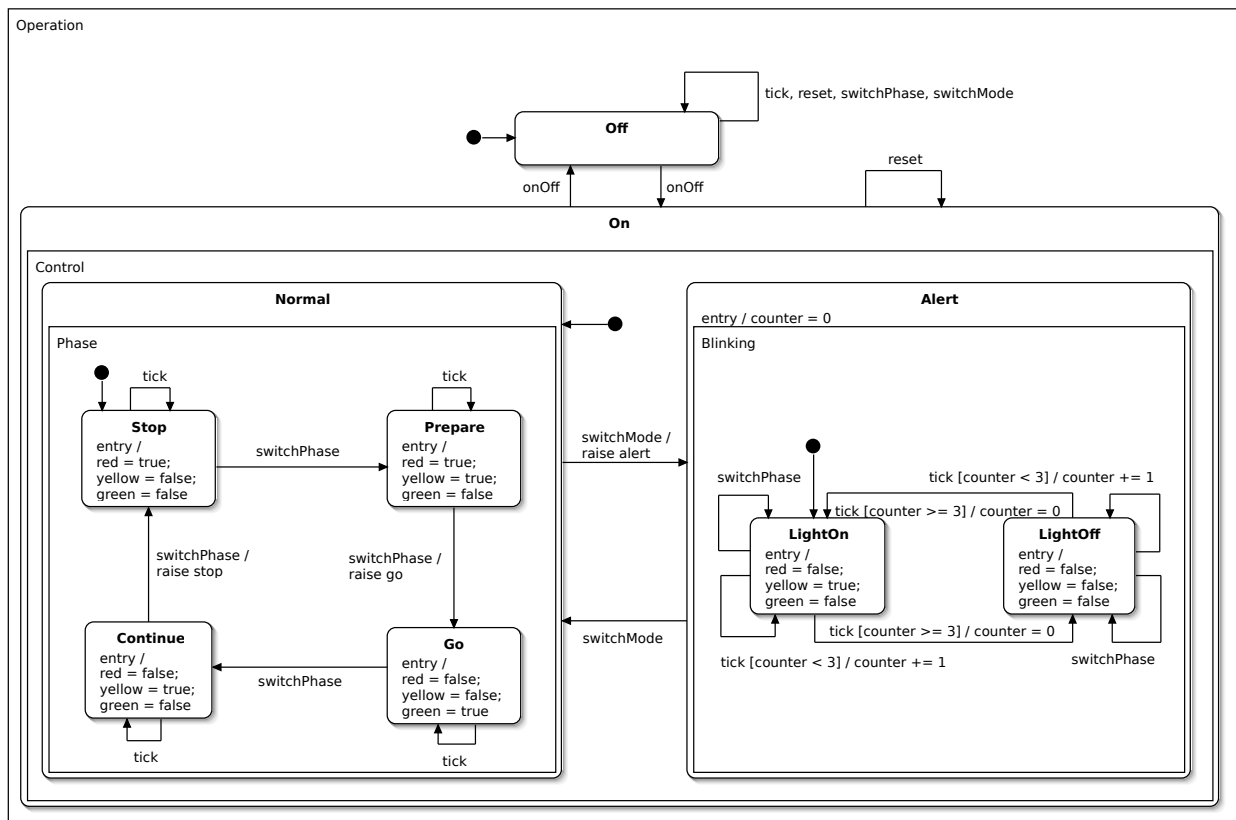 Operation
tick, reset, switchPhase, switchMode
Off
onOff
onOff
reset
On
Control
Normal
Phase
tick
Stop
entry /
red = true;
yellow = false;
green = false
switchPhase
tick
Prepare
entry /
red = true;
yellow = true;
green = false
switchPhase /
raise stop
switchPhase /
raise go
Continue
entry /
red = false;
yellow = true;
green = false
tick
switchPhase
Go
entry /
red = false;
yellow = false;
green = true
tick
switchMode /
raise alert
switchMode
Alert
entry / counter = 0
Blinking
switchPhase
tick [counter < 3] / counter += 1
tick [counter >= 3] / counter = 0
LightOn
entry /
red = false;
yellow = true;
green = false
LightOff
entry /
red = false;
yellow = false;
green = false
tick [counter >= 3] / counter = 0
tick [counter < 3] / counter += 1
switchPhase